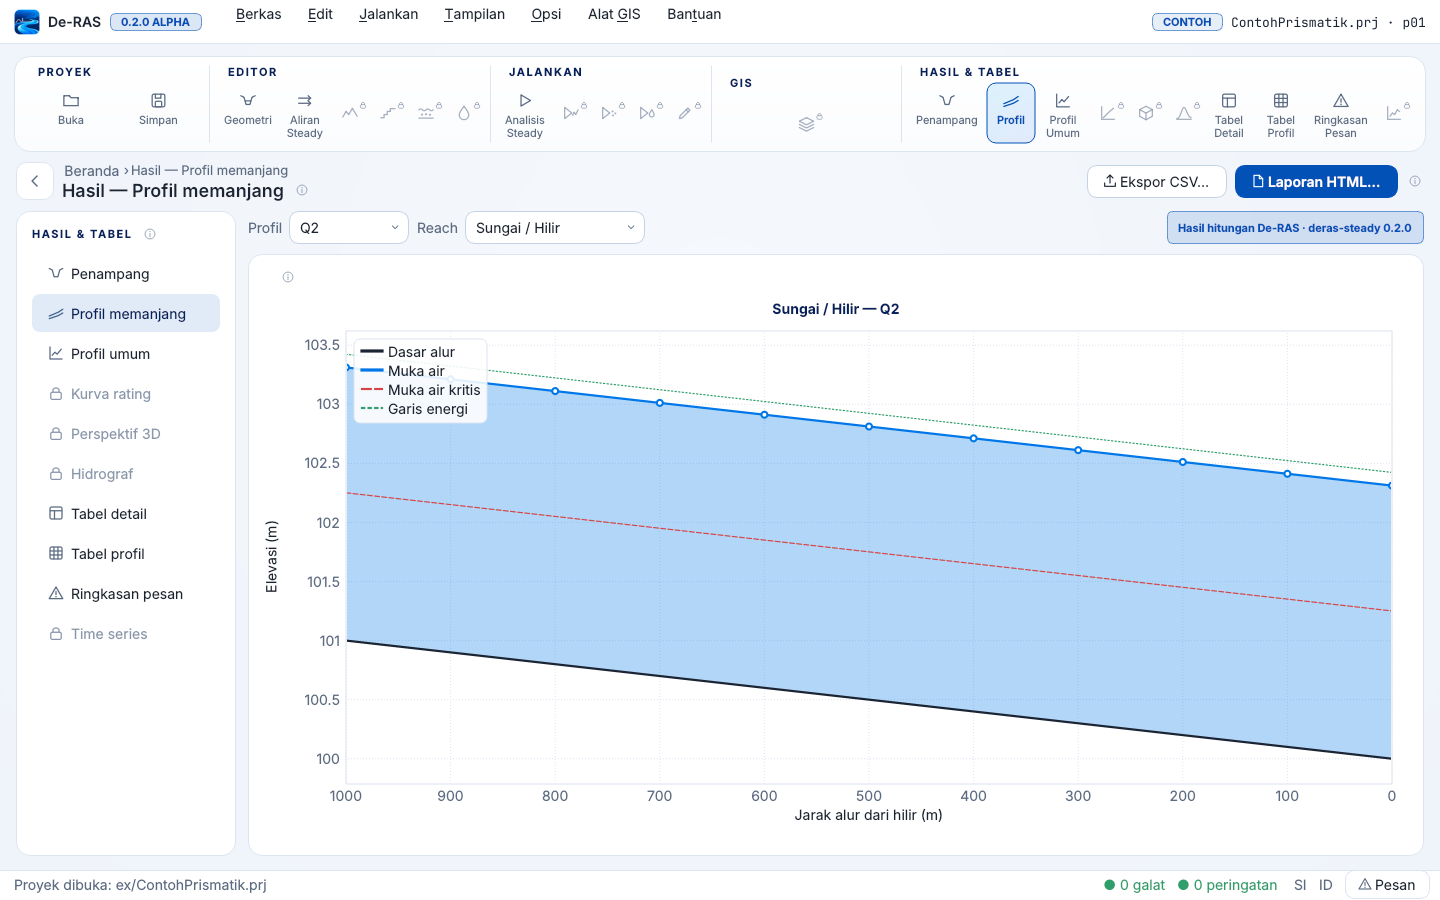 De-RAS 0.2.0 ALPHA Berkas Edit Jalankan Tampilan Opsi Alat GIS Bantuan CONTOH ContohPrismatik.prj · p01
PROYEK
Buka Simpan
EDITOR
Geometri Aliran Steady
JALANKAN
Analisis Steady
GIS
HASIL & TABEL
Penampang Profil Profil Umum Tabel Detail Tabel Profil Ringkasan Pesan
Beranda › Hasil — Profil memanjang
Hasil — Profil memanjang
Ekspor CSV... Laporan HTML...
HASIL & TABEL
Penampang
Profil memanjang
Profil umum
Kurva rating
Perspektif 3D
Hidrograf
Tabel detail
Tabel profil
Ringkasan pesan
Time series
Profil Q2 Reach Sungai / Hilir
Hasil hitungan De-RAS · deras-steady 0.2.0
Sungai / Hilir — Q2
Dasar alur
Muka air
Muka air kritis
Garis energi
Elevasi (m)
103.5
103
102.5
102
101.5
101
100.5
100
1000 900 800 700 600 500 400 300 200 100 0
Jarak alur dari hilir (m)
Proyek dibuka: ex/ContohPrismatik.prj
0 galat 0 peringatan SI ID Pesan